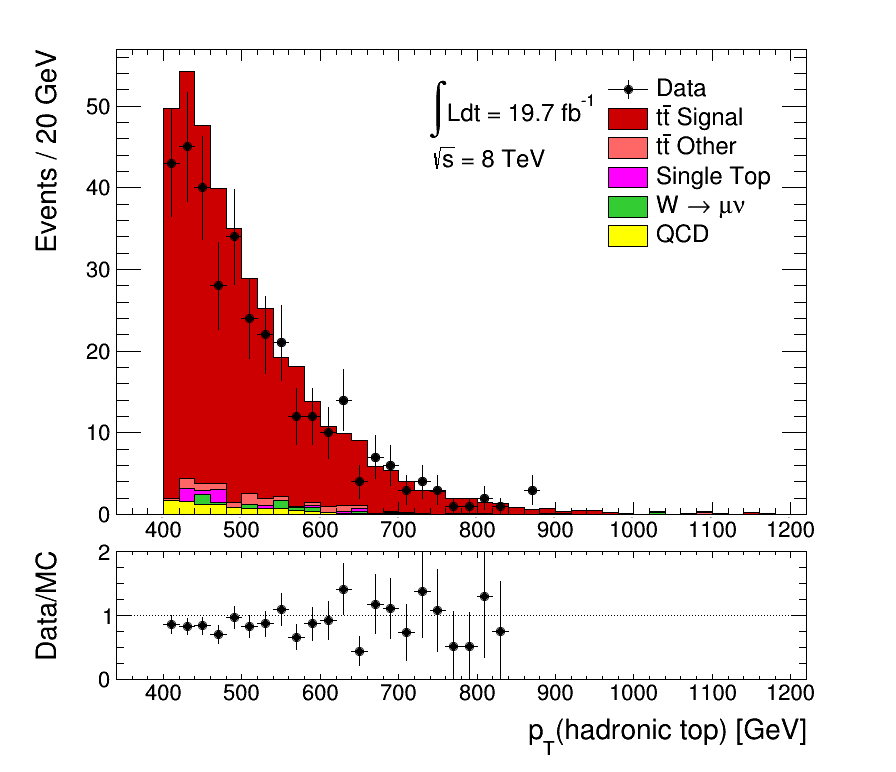 Events / 20 GeV
50
40
30
20
10
0
∫Ldt = 19.7 fb⁻¹
√s = 8 TeV
Data
tt̄ Signal
tt̄ Other
Single Top
W → μν
QCD
400 500 600 700 800 900 1000 1100 1200
Data/MC
2
1
0
400 500 600 700 800 900 1000 1100 1200
p_T(hadronic top) [GeV]